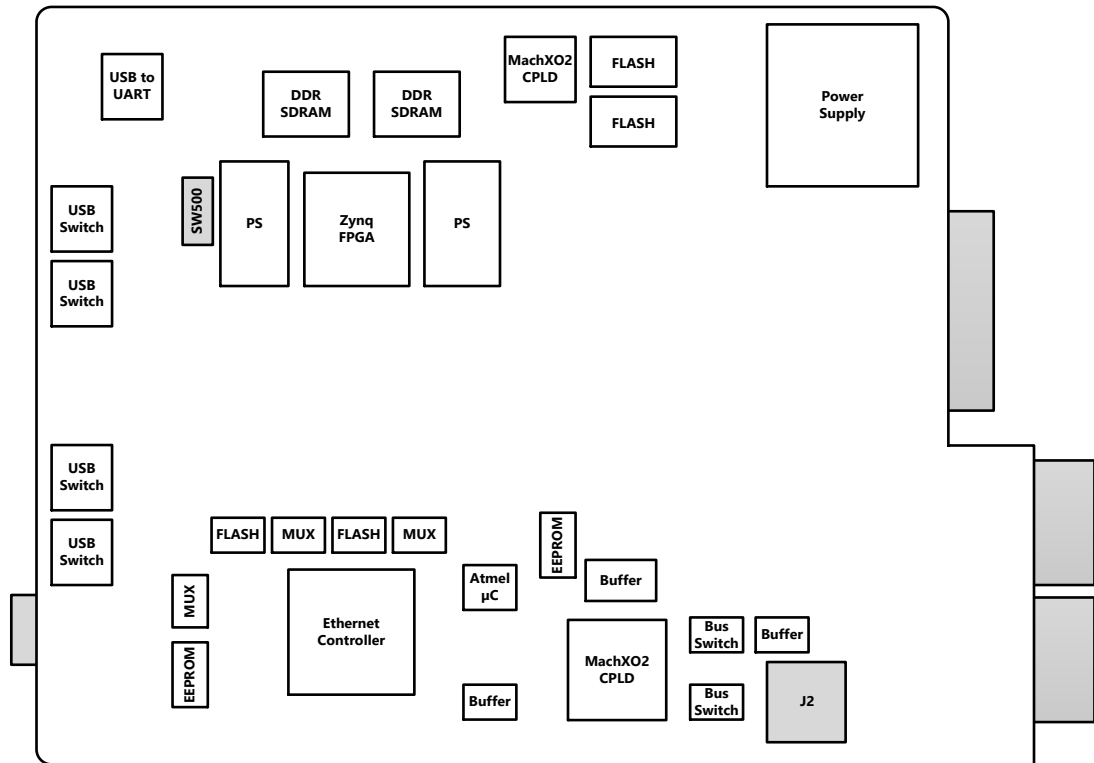 MachXO2
CPLD
FLASH
USB to
UART
DDR
SDRAM
DDR
SDRAM
Power
Supply
FLASH
SW500
PS
Zynq
FPGA
PS
USB
Switch
USB
Switch
USB
Switch
FLASH
MUX
FLASH
MUX
EEPROM
USB
Switch
Atmel
µC
Buffer
MUX
Ethernet
Controller
Bus
Switch
Buffer
MachXO2
CPLD
EEPROM
Buffer
Bus
Switch
J2